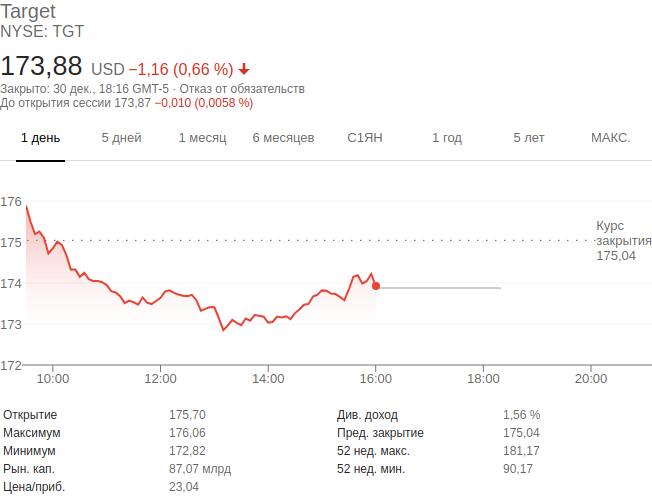 Target
NYSE: TGT
173,88 USD −1,16 (0,66 %)
Закрыто: 30 дек., 18:16 GMT-5 · Отказ от обязательств
До открытия сессии 173,87 −0,010 (0,0058 %)
1 день 5 дней 1 месяц 6 месяцев С1ЯН 1 год 5 лет МАКС.
176
Курс
175 закрытия
175,04
174
173
172
10:00 12:00 14:00 16:00 18:00 20:00
Открытие 175,70 Див. доход 1,56 %
Максимум 176,06 Пред. закрытие 175,04
Минимум 172,82 52 нед. макс. 181,17
Рын. кап. 87,07 млрд 52 нед. мин. 90,17
Цена/приб. 23,04